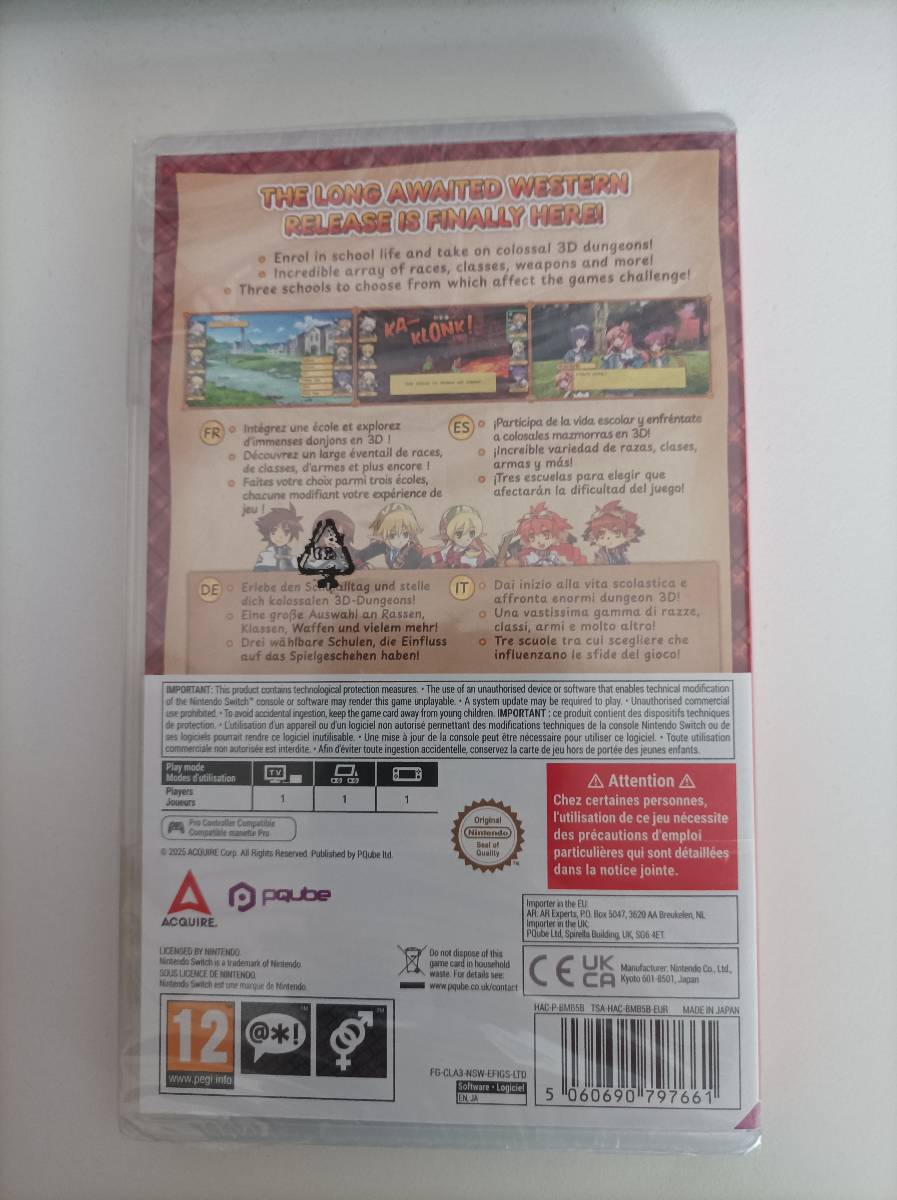 THE LONG AWAITED WESTERN
RELEASE IS FINALLY HERE!
Enrol in school life and take on colossal 3D dungeons!
Incredible array of races, classes, weapons and more!
Three schools to choose from which affect the games challenge!
KA-
KLONK!
FR
Intégrez une école et explorez
d'immenses donjons en 3D !
Découvrez un large éventail de races,
de classes, d'armes et plus encore !
Faites votre choix parmi trois écoles,
chacune modifiant votre expérience de
jeu !
ES
¡Participa de la vida escolar y enfréntate
a colosales mazmorras en 3D!
¡Increíble variedad de razas, clases,
armas y más!
¡Tres escuelas para elegir que
afectarán la dificultad del juego!
DE
Erlebe den Schulalltag und stelle
dich kolossalen 3D-Dungeons!
Eine große Auswahl an Rassen,
Klassen, Waffen und vielem mehr!
Drei wählbare Schulen, die Einfluss
auf das Spielgeschehen haben!
IT
Dai inizio alla vita scolastica e
affronta enormi dungeon 3D!
Una vastissima gamma di razze,
classi, armi e molto altro!
Tre scuole tra cui scegliere che
influenzano le sfide del gioco!
IMPORTANT: This product contains technological protection measures. • The use of an unauthorised device or software that enables technical modification
of the Nintendo Switch™ console or software may render this game unplayable. • A system update may be required to play. • Unauthorised commercial
use prohibited. • To avoid accidental ingestion, keep the game card away from young children. IMPORTANT : ce produit contient des dispositifs techniques
de protection. • L'utilisation d'un appareil ou d'un logiciel non autorisé permettant des modifications techniques de la console Nintendo Switch ou de
ses logiciels pourrait rendre ce logiciel inutilisable. • Une mise à jour de la console peut être nécessaire pour utiliser ce logiciel. • Toute utilisation
commerciale non autorisée est interdite. • Afin d'éviter toute ingestion accidentelle, conservez la carte de jeu hors de portée des jeunes enfants.
Play mode
Modes d'utilisation
TV
Players
Joueurs
1 1 1
Pro Controller Compatible
Compatible manette Pro
© 2025 ACQUIRE Corp. All Rights Reserved. Published by PQube ltd.
Original
Nintendo
Seal of
Quality
TM
⚠ Attention ⚠
Chez certaines personnes,
l'utilisation de ce jeu nécessite
des précautions d'emploi
particulières qui sont détaillées
dans la notice jointe.
ACQUIRE.
PQube
Importer in the EU:
AR: AR Experts, P.O. Box 5047, 3620 AA Breukelen, NL
Importer in the UK:
PQube Ltd, Spirella Building, UK, SG6 4ET
LICENSED BY NINTENDO.
Nintendo Switch is a trademark of Nintendo.
SOUS LICENCE DE NINTENDO.
Nintendo Switch est une marque de Nintendo.
Do not dispose of this
game card in household
waste. For details see:
www.pqube.co.uk/contact
CE UK
CA
Manufacturer: Nintendo Co., Ltd.,
Kyoto 601-8501, Japan
12
www.pegi.info
@*!
TM
TM
HAC-P-BMB5B TSA-HAC-BMB5B-EUR MADE IN JAPAN
FG-CLA3-NSW-EFIGS-LTD
Software • Logiciel
EN, JA
5 060690 797661